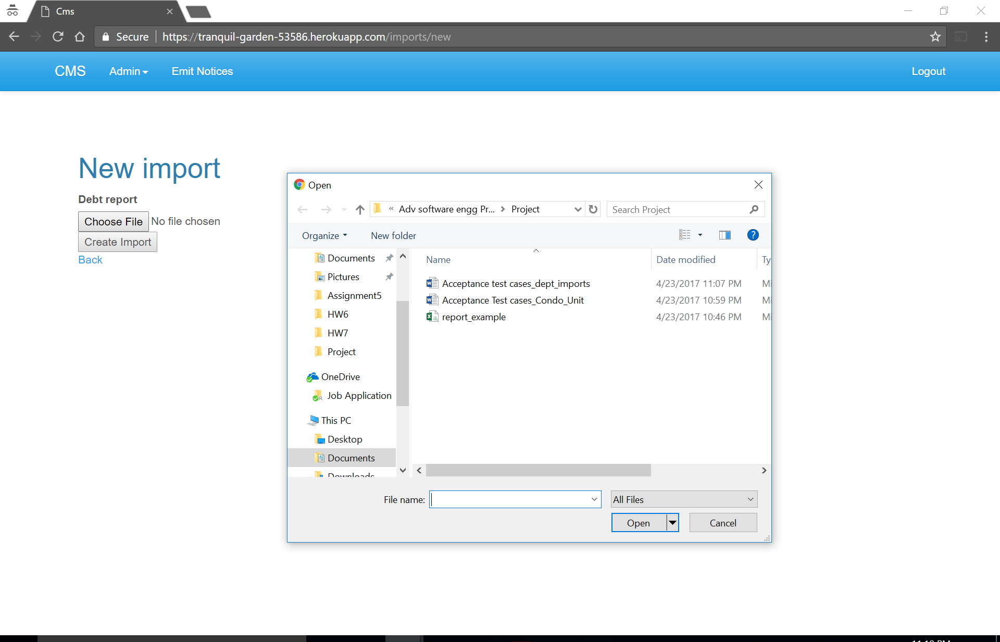 Cms
Secure https://tranquil-garden-53586.herokuapp.com/imports/new
CMS Admin Emit Notices Logout
New import
Debt report
Choose File No file chosen
Create Import
Back
Open
« Adv software engg Pr... > Project Search Project
Organize New folder
Documents
Pictures
Assignment5
HW6
HW7
Project
OneDrive
Job Application
This PC
Desktop
Documents
Downloads
Name Date modified Ty
Acceptance test cases_dept_imports 4/23/2017 11:07 PM Mi
Acceptance Test cases_Condo_Unit 4/23/2017 10:59 PM Mi
report_example 4/23/2017 10:46 PM Mi
File name: All Files
Open Cancel